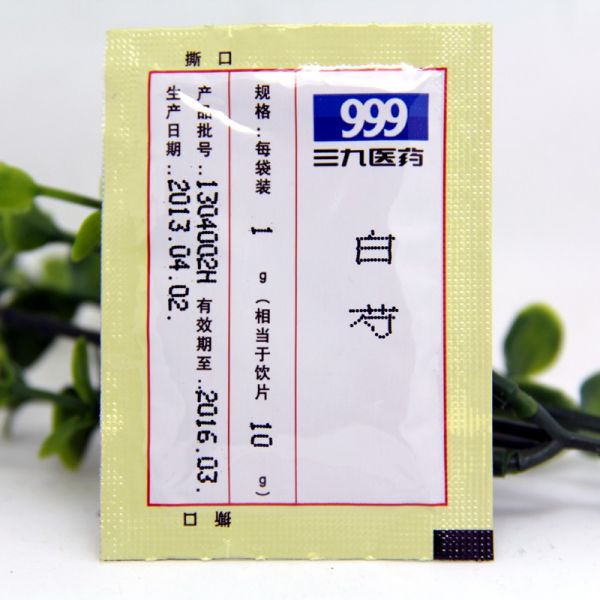 撕 口
999
三九医药
白芍
规格：每袋装 1 g（相当于饮片 10 g）
产品批号：1304002H 有效期至：2016.03.
生产日期：2013.04.02.
撕 口